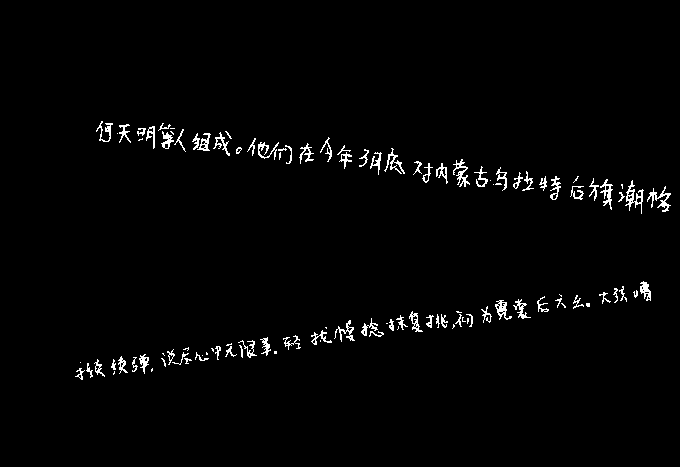 何天明等人组成。他们在今年3月底对内蒙古乌拉特后旗潮格
手续续弹,说尽心中无限事。轻拢慢捻抹复挑,初为霓裳后六幺。大弦嘈